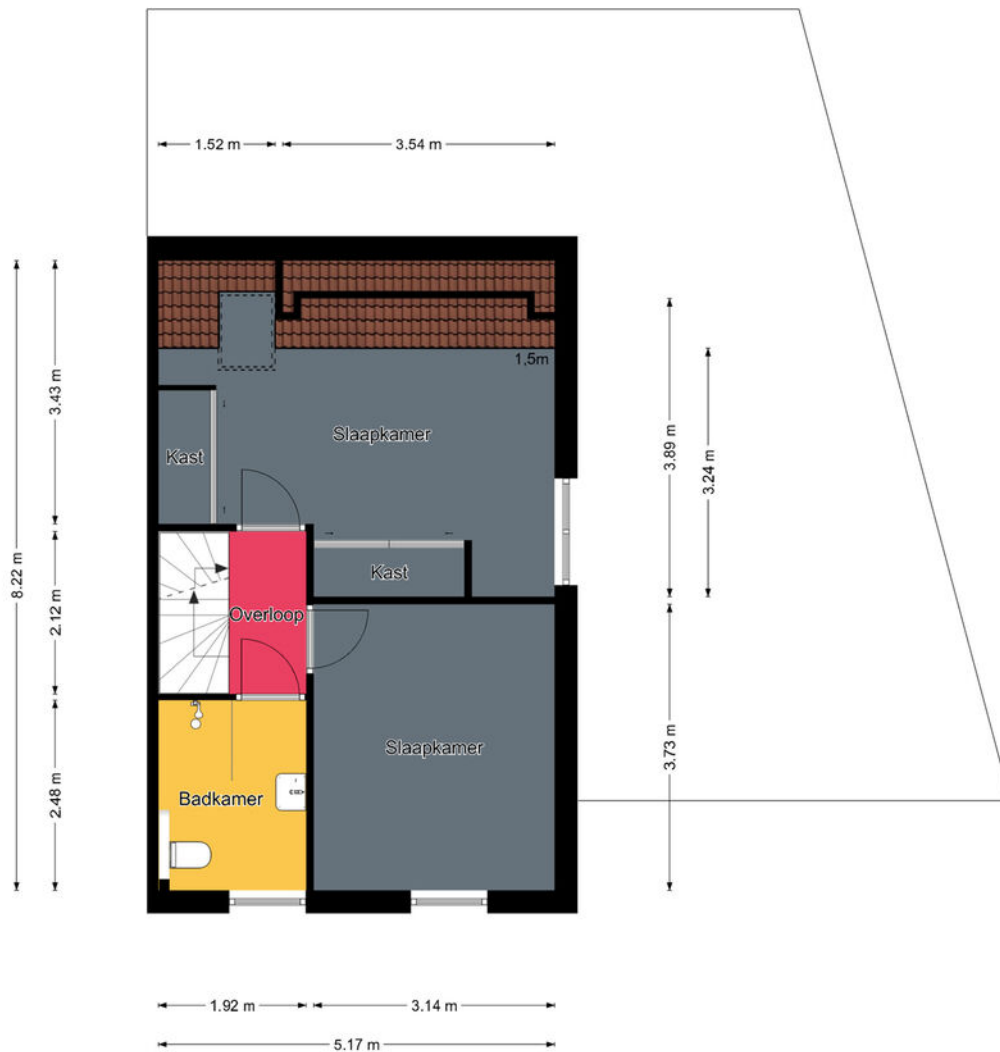 1.52 m
3.54 m
1,5m
3.43 m
Slaapkamer
3.89 m
3.24 m
Kast
8.22 m
Kast
2.12 m
Overloop
Slaapkamer
3.73 m
2.48 m
Badkamer
1.92 m
3.14 m
5.17 m